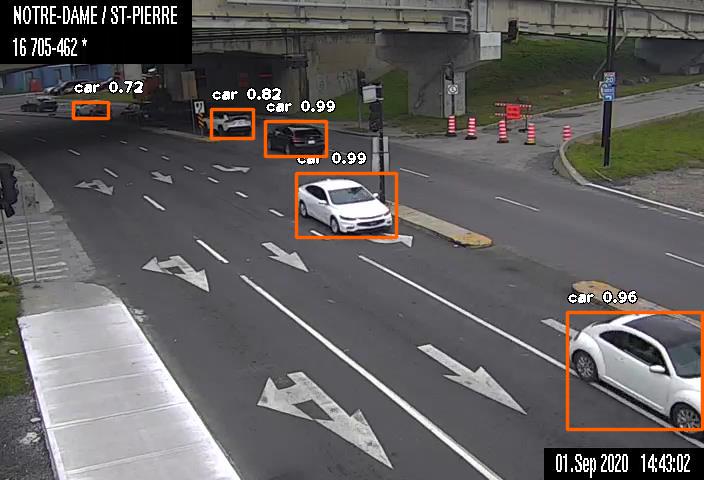 NOTRE-DAME / ST-PIERRE
16 705-462 *
car 0.72
car 0.82
car 0.99
car 0.99
car 0.96
01.Sep 2020 14:43:02